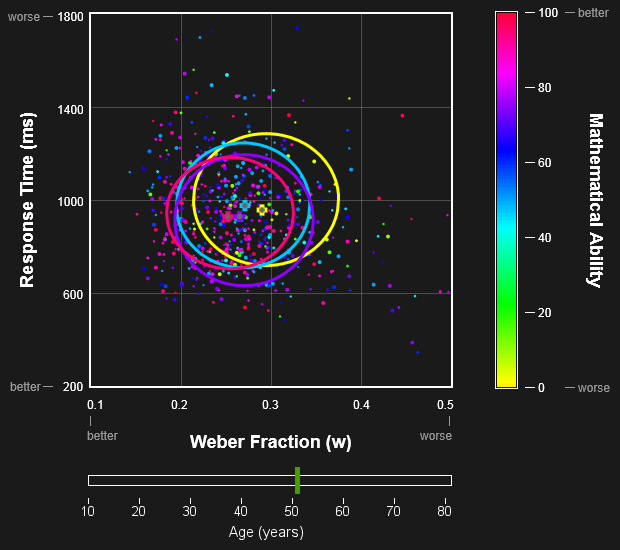 worse
1800
1400
1000
600
better
200
Response Time (ms)
0.1
0.2
0.3
0.4
0.5
better
worse
Weber Fraction (w)
10
20
30
40
50
60
70
80
Age (years)
100
better
80
60
40
20
0
worse
Mathematical Ability